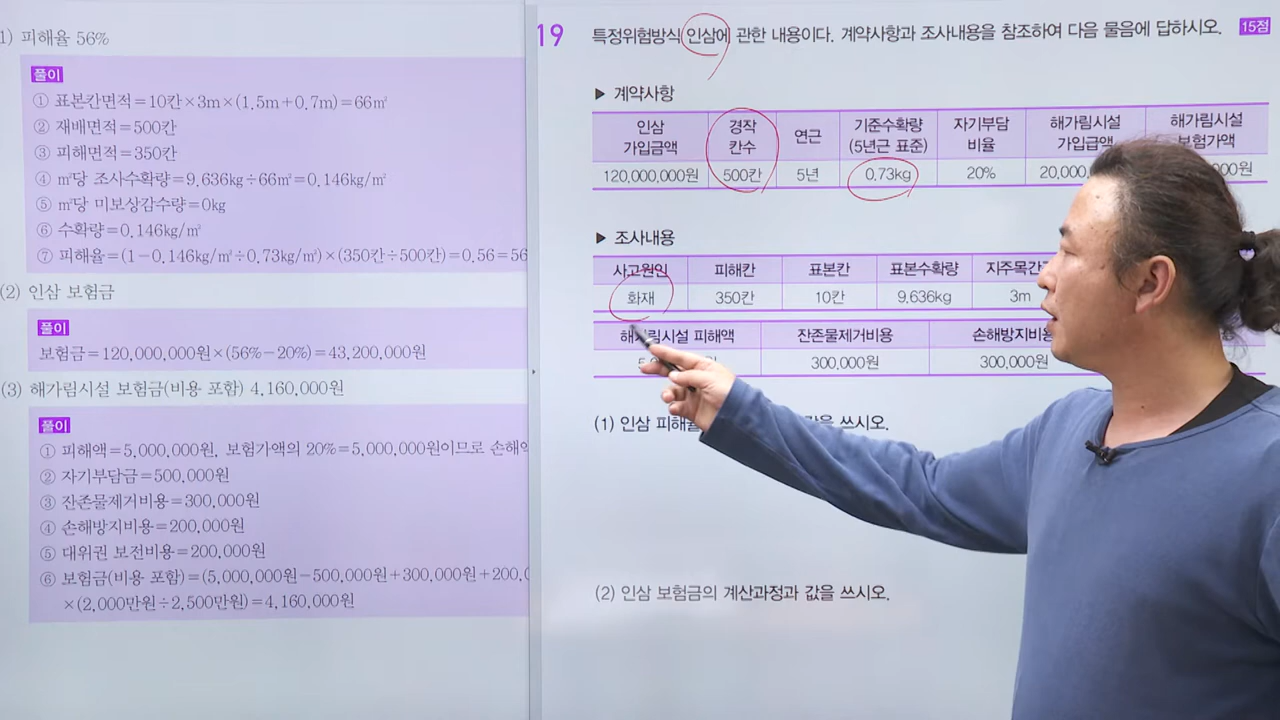 1) 피해율 56%
풀이
① 표본칸면적=10칸×3m×(1.5m+0.7m)=66㎡
② 재배면적=500칸
③ 피해면적=350칸
④ ㎡당 조사수확량=9.636kg÷66㎡=0.146kg/㎡
⑤ ㎡당 미보상감수량=0kg
⑥ 수확량=0.146kg/㎡
⑦ 피해율=(1-0.146kg/㎡÷0.73kg/㎡)×(350칸÷500칸)=0.56=56
(2) 인삼 보험금
풀이
보험금=120,000,000원×(56%-20%)=43,200,000원
(3) 해가림시설 보험금(비용 포함) 4,160,000원
풀이
① 피해액=5,000,000원, 보험가액의 20%=5,000,000원이므로 손해액
② 자기부담금=500,000원
③ 잔존물제거비용=300,000원
④ 손해방지비용=200,000원
⑤ 대위권 보전비용=200,000원
⑥ 보험금(비용 포함)=(5,000,000원-500,000원+300,000원+200,0
×(2,000만원÷2,500만원)=4,160,000원
19 특정위험방식 인삼에 관한 내용이다. 계약사항과 조사내용을 참조하여 다음 물음에 답하시오. 15점
▶ 계약사항
인삼 가입금액 경작 칸수 연근 기준수확량 (5년근 표준) 자기부담 비율 해가림시설 가입금액 해가림시설 보험가액
120,000,000원 500칸 5년 0.73kg 20% 20,000, 00원
▶ 조사내용
사고원인 피해칸 표본칸 표본수확량 지주목간
화재 350칸 10칸 9.636kg 3m
해가림시설 피해액 잔존물제거비용 손해방지비용
300,000원 300,000원
(1) 인삼 피해율 값을 쓰시오.
(2) 인삼 보험금의 계산과정과 값을 쓰시오.